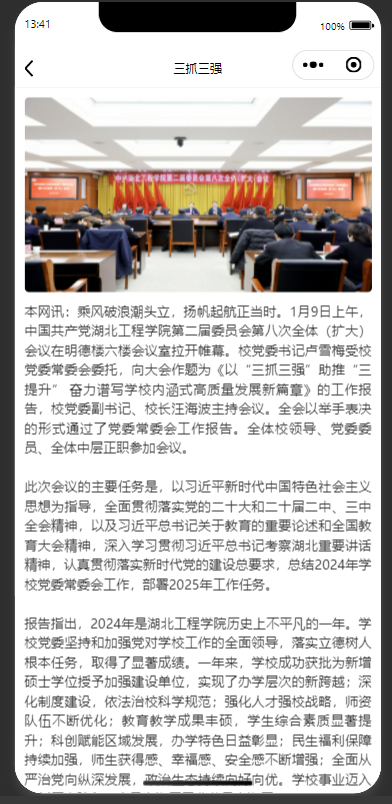 13:41
100%
三抓三强
中共湖北工程学院第二届委员会第八次全体(扩大)会议
本网讯：乘风破浪潮头立，扬帆起航正当时。1月9日上午，
中国共产党湖北工程学院第二届委员会第八次全体（扩大）
会议在明德楼六楼会议室拉开帷幕。校党委书记卢雪梅受校
党委常委会委托，向大会作题为《以“三抓三强”助推“三
提升” 奋力谱写学校内涵式高质量发展新篇章》的工作报
告，校党委副书记、校长汪海波主持会议。全会以举手表决
的形式通过了党委常委会工作报告。全体校领导、党委委
员、全体中层正职参加会议。
此次会议的主要任务是，以习近平新时代中国特色社会主义
思想为指导，全面贯彻落实党的二十大和二十届二中、三中
全会精神，以及习近平总书记关于教育的重要论述和全国教
育大会精神，深入学习贯彻习近平总书记考察湖北重要讲话
精神，认真贯彻落实新时代党的建设总要求，总结2024年学
校党委常委会工作，部署2025年工作任务。
报告指出，2024年是湖北工程学院历史上不平凡的一年。学
校党委坚持和加强党对学校工作的全面领导，落实立德树人
根本任务，取得了显著成绩。一年来，学校成功获批为新增
硕士学位授予加强建设单位，实现了办学层次的新跨越；深
化制度建设，依法治校科学规范；强化人才强校战略，师资
队伍不断优化；教育教学成果丰硕，学生综合素质显著提
升；科创赋能区域发展，办学特色日益彰显；民生福利保障
持续加强，师生获得感、幸福感、安全感不断增强；全面从
严治党向纵深发展，政治生态持续向好向优。学校事业迈入